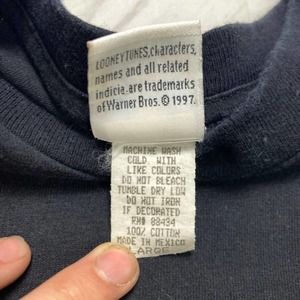 LOONEY TUNES, characters,
names and all related
indicia are trademarks
of Warner Bros. © 1997.
MACHINE WASH
COLD WITH
LIKE COLORS
DO NOT BLEACH
TUMBLE DRY LOW
DO NOT IRON
IF DECORATED
RN# 88434
100% COTTON
MADE IN MEXICO
LARGE